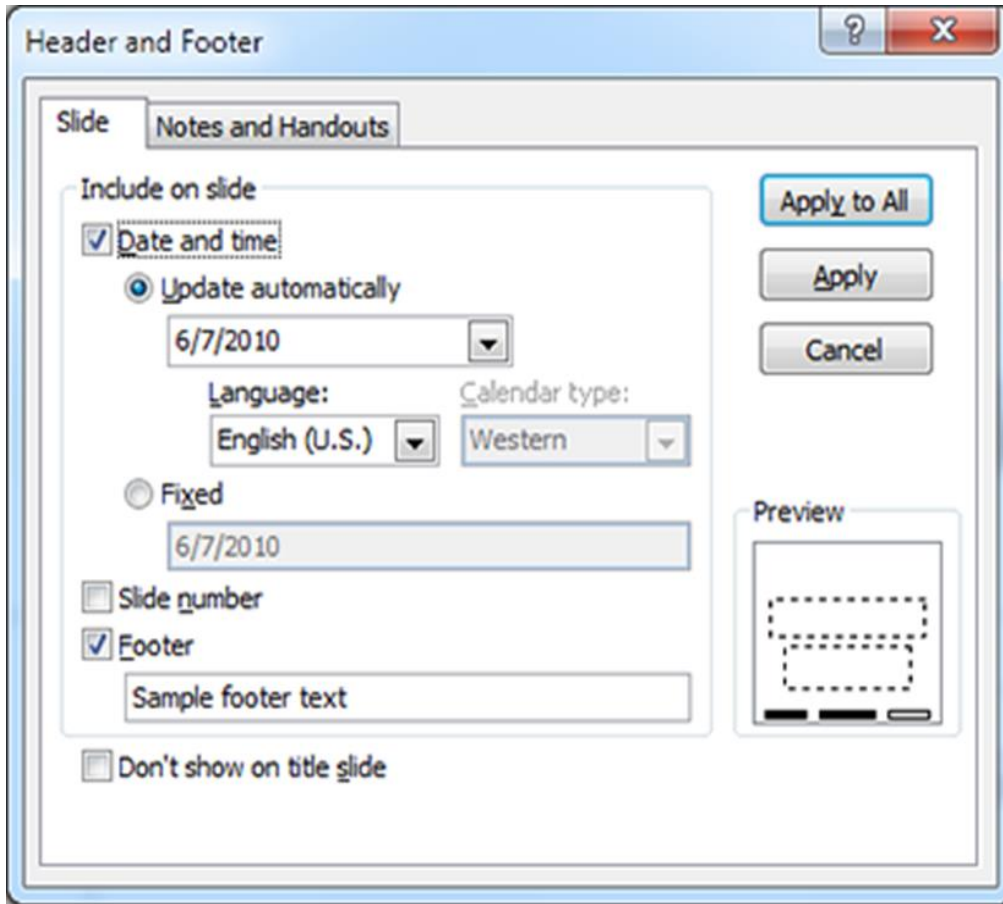 Header and Footer
Slide
Notes and Handouts
Include on slide
Date and time
Update automatically
6/7/2010
Language:
Calendar type:
English (U.S.)
Western
Fixed
6/7/2010
Slide number
Footer
Sample footer text
Don't show on title slide
Apply to All
Apply
Cancel
Preview